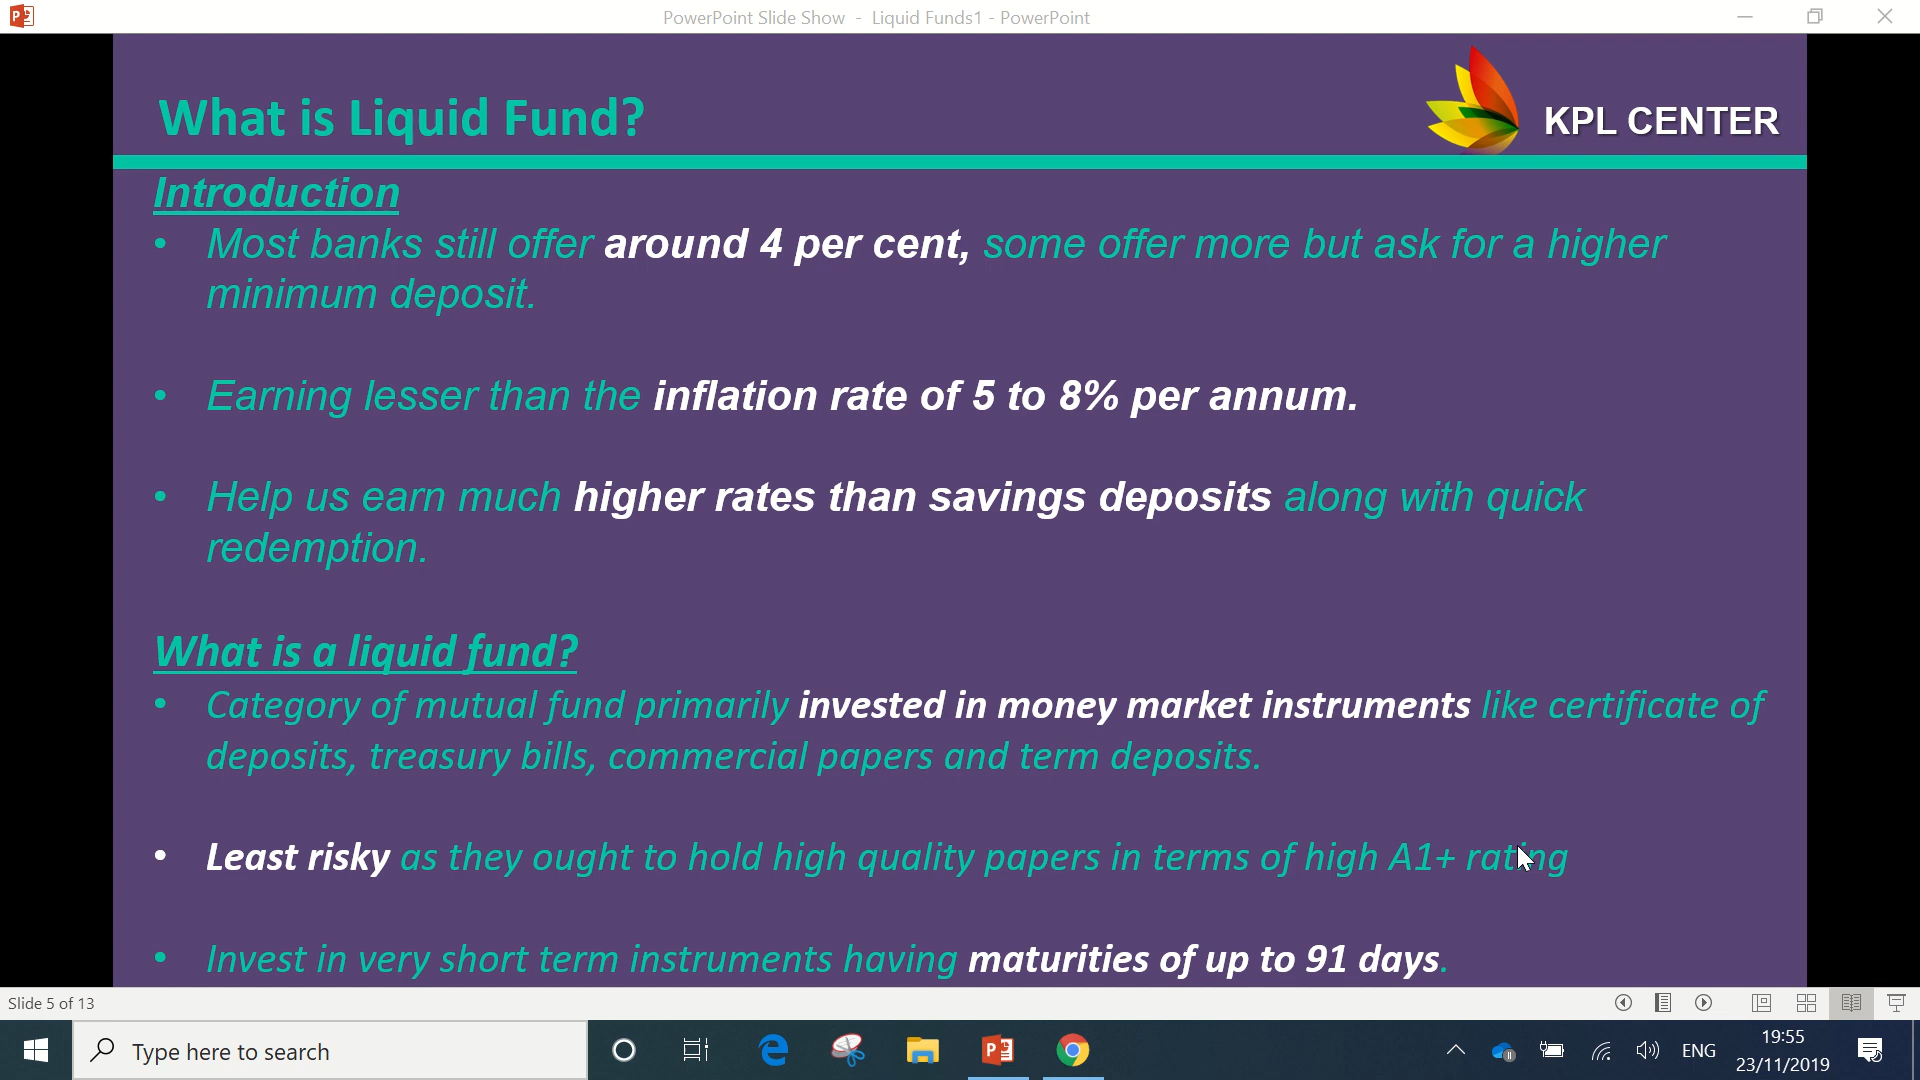 PowerPoint Slide Show - Liquid Funds1 - PowerPoint
What is Liquid Fund?
KPL CENTER
Introduction
• Most banks still offer around 4 per cent, some offer more but ask for a higher
minimum deposit.
• Earning lesser than the inflation rate of 5 to 8% per annum.
• Help us earn much higher rates than savings deposits along with quick
redemption.
What is a liquid fund?
• Category of mutual fund primarily invested in money market instruments like certificate of
deposits, treasury bills, commercial papers and term deposits.
• Least risky as they ought to hold high quality papers in terms of high A1+ rating
• Invest in very short term instruments having maturities of up to 91 days.
Slide 5 of 13
Type here to search
ENG
19:55
23/11/2019